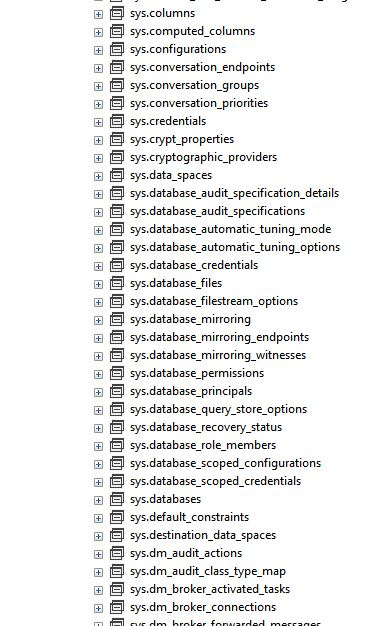 sys.columns
sys.computed_columns
sys.configurations
sys.conversation_endpoints
sys.conversation_groups
sys.conversation_priorities
sys.credentials
sys.crypt_properties
sys.cryptographic_providers
sys.data_spaces
sys.database_audit_specification_details
sys.database_audit_specifications
sys.database_automatic_tuning_mode
sys.database_automatic_tuning_options
sys.database_credentials
sys.database_files
sys.database_filestream_options
sys.database_mirroring
sys.database_mirroring_endpoints
sys.database_mirroring_witnesses
sys.database_permissions
sys.database_principals
sys.database_query_store_options
sys.database_recovery_status
sys.database_role_members
sys.database_scoped_configurations
sys.database_scoped_credentials
sys.databases
sys.default_constraints
sys.destination_data_spaces
sys.dm_audit_actions
sys.dm_audit_class_type_map
sys.dm_broker_activated_tasks
sys.dm_broker_connections
sys.dm_broker_forwarded_messages